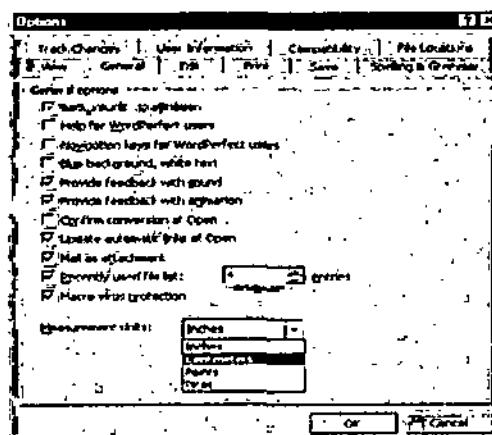 Options
Track Changes User Information Compatibility File Locations
View General Edit Print Save Spelling & Grammar
General options
Background repagination
Help for WordPerfect users
Navigation keys for WordPerfect users
Blue background, white text
Provide feedback with sound
Provide feedback with animation
Confirm conversion at Open
Update automatic links at Open
Mail as attachment
Recently used file list: 4 entries
Macro virus protection
Measurement units: Inches
Inches
Centimeters
Points
Picas
OK Cancel